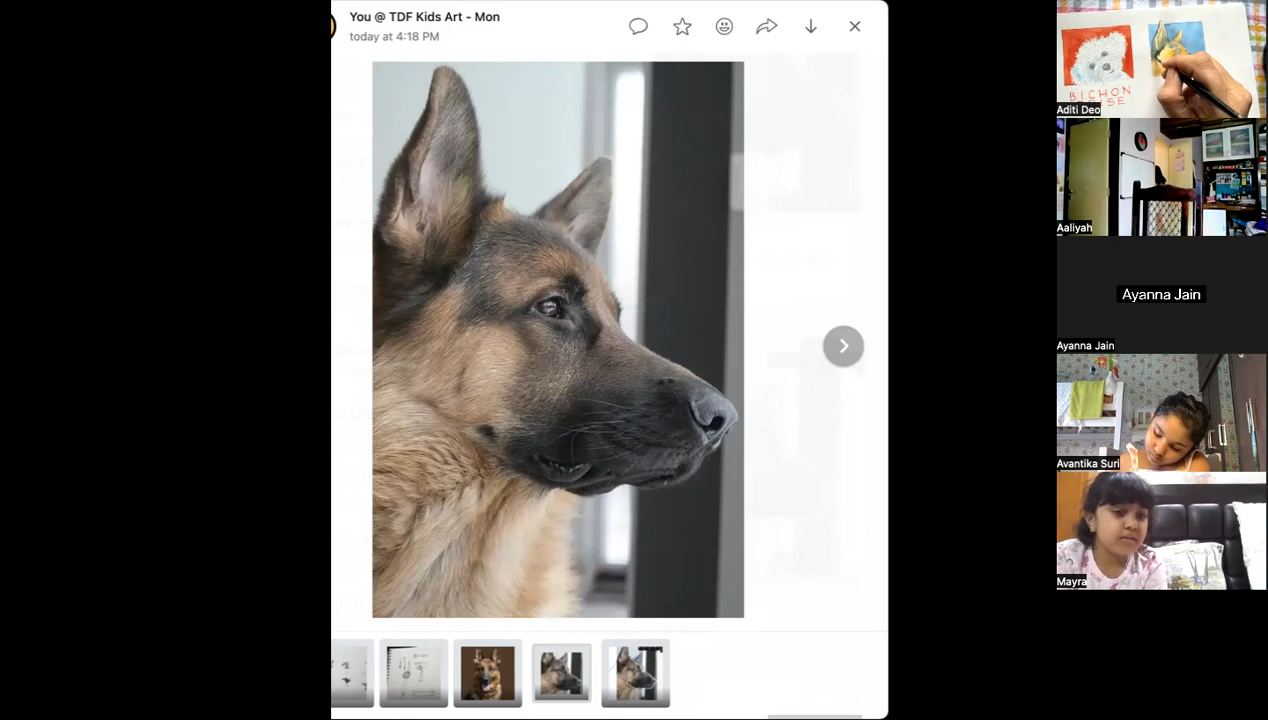 You @ TDF Kids Art - Mon
today at 4:18 PM
BICHON
Aditi Deo
Aaliyah
Ayanna Jain
Ayanna Jain
Avantika Suri
Mayra